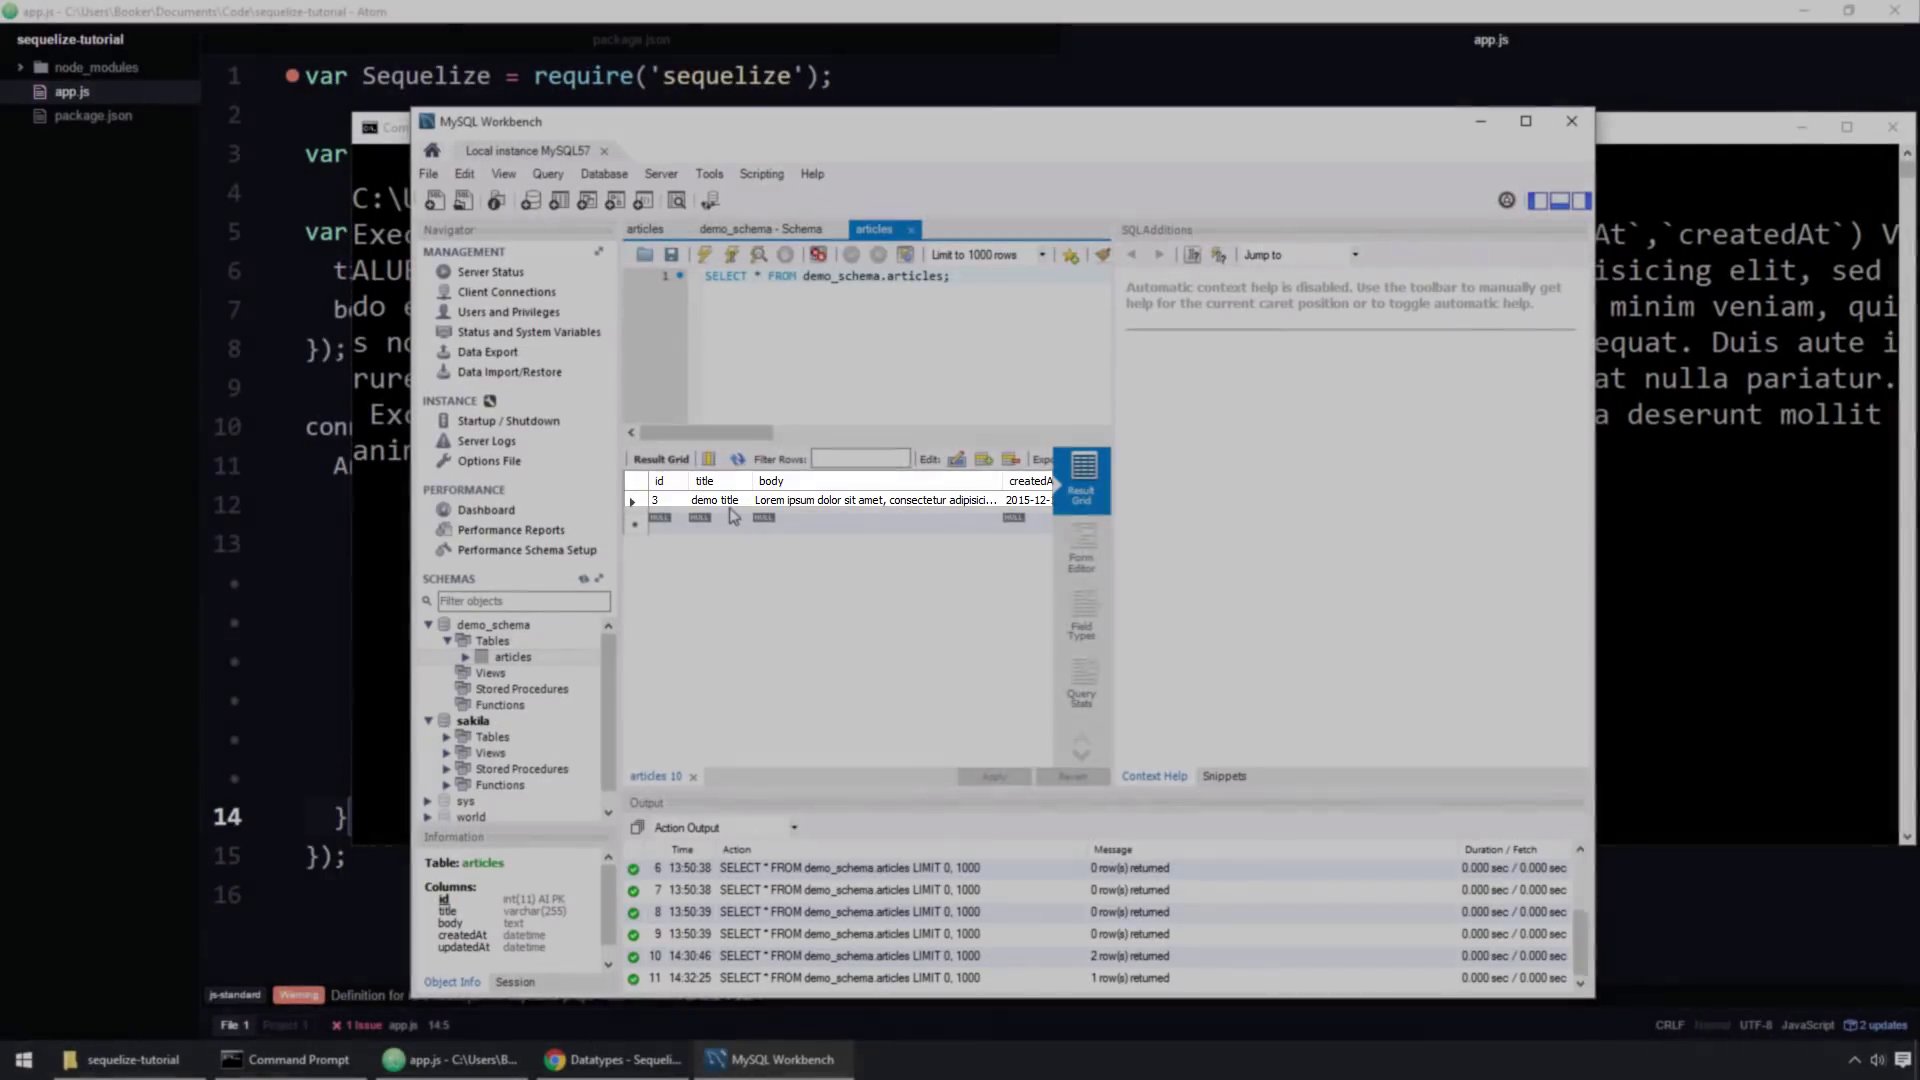 app.js - C:\Users\Booker\Documents\Code\sequelize-tutorial - Atom
sequelize-tutorial
package.json
app.js
node_modules
app.js
package.json
1 var Sequelize = require('sequelize');
2
3 var
4
5 var
6
7
8 });
9
10
11
12
13
14 }
15 });
16
C:\
Exec
At`,`createdAt`) V
ALUE
isicing elit, sed
do e
minim veniam, qui
s no
equat. Duis aute i
rure
at nulla pariatur.
Exc
a deserunt mollit
MySQL Workbench
Local instance MySQL57
File Edit View Query Database Server Tools Scripting Help
Navigator
MANAGEMENT
Server Status
Client Connections
Users and Privileges
Status and System Variables
Data Export
Data Import/Restore
INSTANCE
Startup / Shutdown
Server Logs
Options File
PERFORMANCE
Dashboard
Performance Reports
Performance Schema Setup
SCHEMAS
Filter objects
demo_schema
Tables
articles
Views
Stored Procedures
Functions
sakila
Tables
Views
Stored Procedures
Functions
sys
world
Information
Table: articles
Columns:
id int(11) AI PK
title varchar(255)
body text
createdAt datetime
updatedAt datetime
Object Info Session
articles demo_schema - Schema articles
Limit to 1000 rows
1 SELECT * FROM demo_schema.articles;
Result Grid Filter Rows: Edit:
id title body createdA
3 demo title Lorem ipsum dolor sit amet, consectetur adipisici... 2015-12-
NULL NULL NULL NULL
Result Grid
Form Editor
Field Types
Query Stats
articles 10 Apply Revert
SQLAdditions
Jump to
Automatic context help is disabled. Use the toolbar to manually get
help for the current caret position or to toggle automatic help.
Context Help Snippets
Output
Action Output
Time Action Message Duration / Fetch
6 13:50:38 SELECT * FROM demo_schema.articles LIMIT 0, 1000 0 row(s) returned 0.000 sec / 0.000 sec
7 13:50:38 SELECT * FROM demo_schema.articles LIMIT 0, 1000 0 row(s) returned 0.000 sec / 0.000 sec
8 13:50:39 SELECT * FROM demo_schema.articles LIMIT 0, 1000 0 row(s) returned 0.000 sec / 0.000 sec
9 13:50:39 SELECT * FROM demo_schema.articles LIMIT 0, 1000 0 row(s) returned 0.000 sec / 0.000 sec
10 14:30:46 SELECT * FROM demo_schema.articles LIMIT 0, 1000 2 row(s) returned 0.000 sec / 0.000 sec
11 14:32:25 SELECT * FROM demo_schema.articles LIMIT 0, 1000 1 row(s) returned 0.000 sec / 0.000 sec
js-standard Warning Definition for
File 1 Project 1 1 Issue app.js 14:5
CRLF Normal UTF-8 JavaScript 2 updates
sequelize-tutorial Command Prompt app.js - C:\Users\B... Datatypes - Sequeli... MySQL Workbench